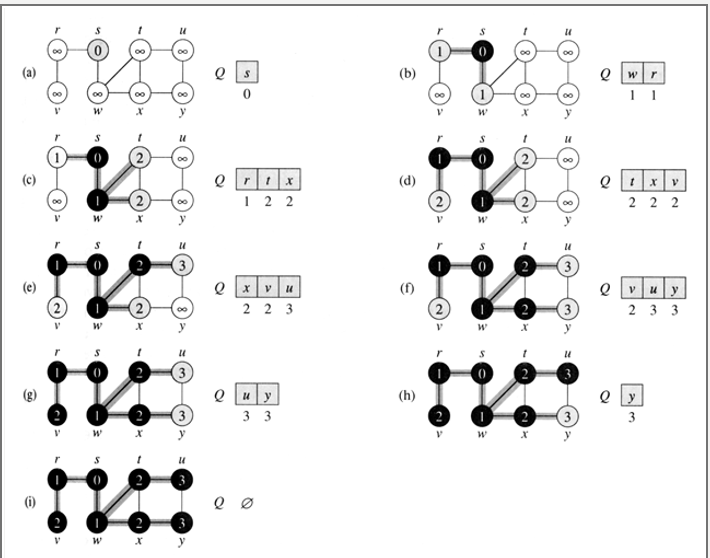 r s t u
∞ 0 ∞ ∞
(a) Q s
∞ ∞ ∞ ∞ 0
v w x y
r s t u
1 0 ∞ ∞
(b) Q w r
∞ 1 ∞ ∞ 1 1
v w x y
r s t u
1 0 2 ∞
(c) Q r t x
∞ 1 2 ∞ 1 2 2
v w x y
r s t u
1 0 2 ∞
(d) Q t x v
2 1 2 ∞ 2 2 2
v w x y
r s t u
1 0 2 3
(e) Q x v u
2 1 2 ∞ 2 2 3
v w x y
r s t u
1 0 2 3
(f) Q v u y
2 1 2 3 2 3 3
v w x y
r s t u
1 0 2 3
(g) Q u y
2 1 2 3 3 3
v w x y
r s t u
1 0 2 3
(h) Q y
2 1 2 3 3
v w x y
r s t u
1 0 2 3
(i) Q ∅
2 1 2 3
v w x y